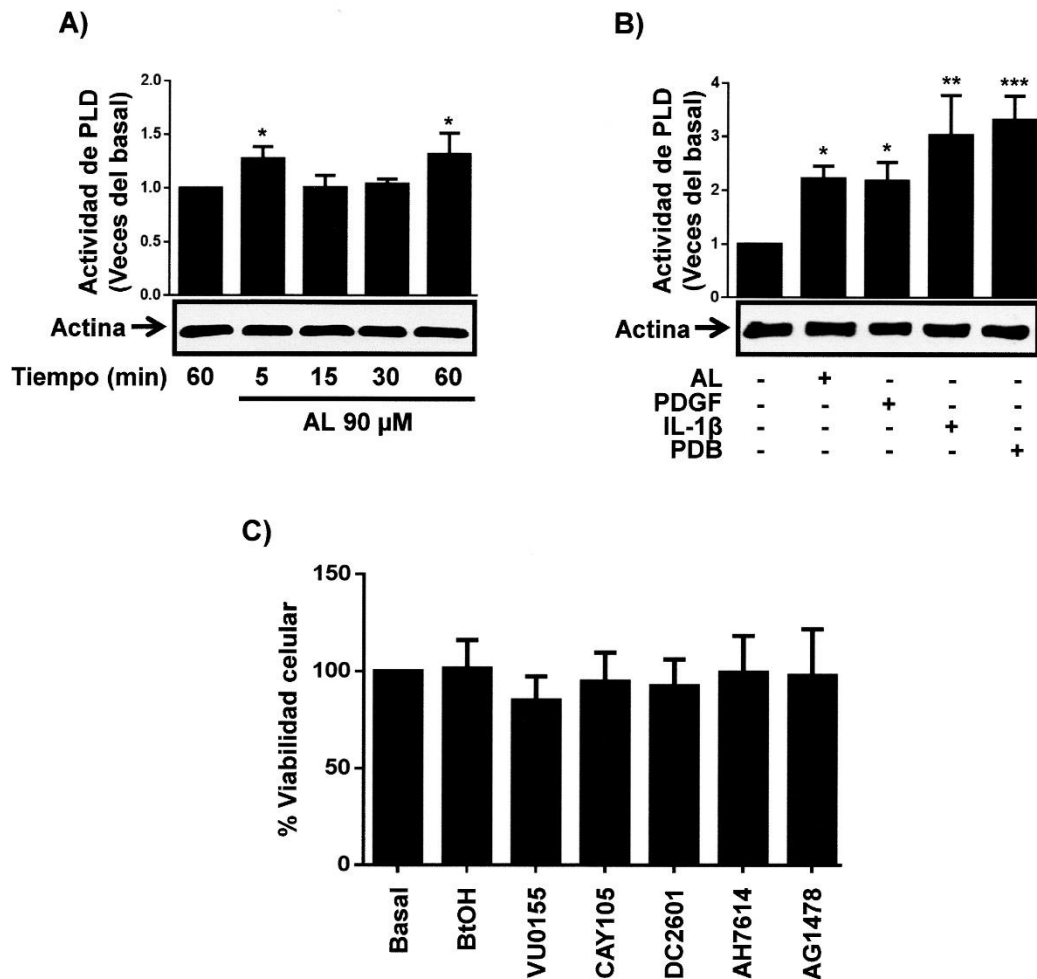 A)
Actividad de PLD
(Veces del basal)
2.0
1.5
1.0
0.5
0.0
*
*
Actina
Tiempo (min) 60 5 15 30 60
AL 90 µM
B)
Actividad de PLD
(Veces del basal)
4
3
2
1
0
*
*
**
***
Actina
AL - + - - -
PDGF - - + - -
IL-1β - - - + -
PDB - - - - +
C)
% Viabilidad celular
150
100
50
0
Basal
BtOH
VU0155
CAY105
DC2601
AH7614
AG1478